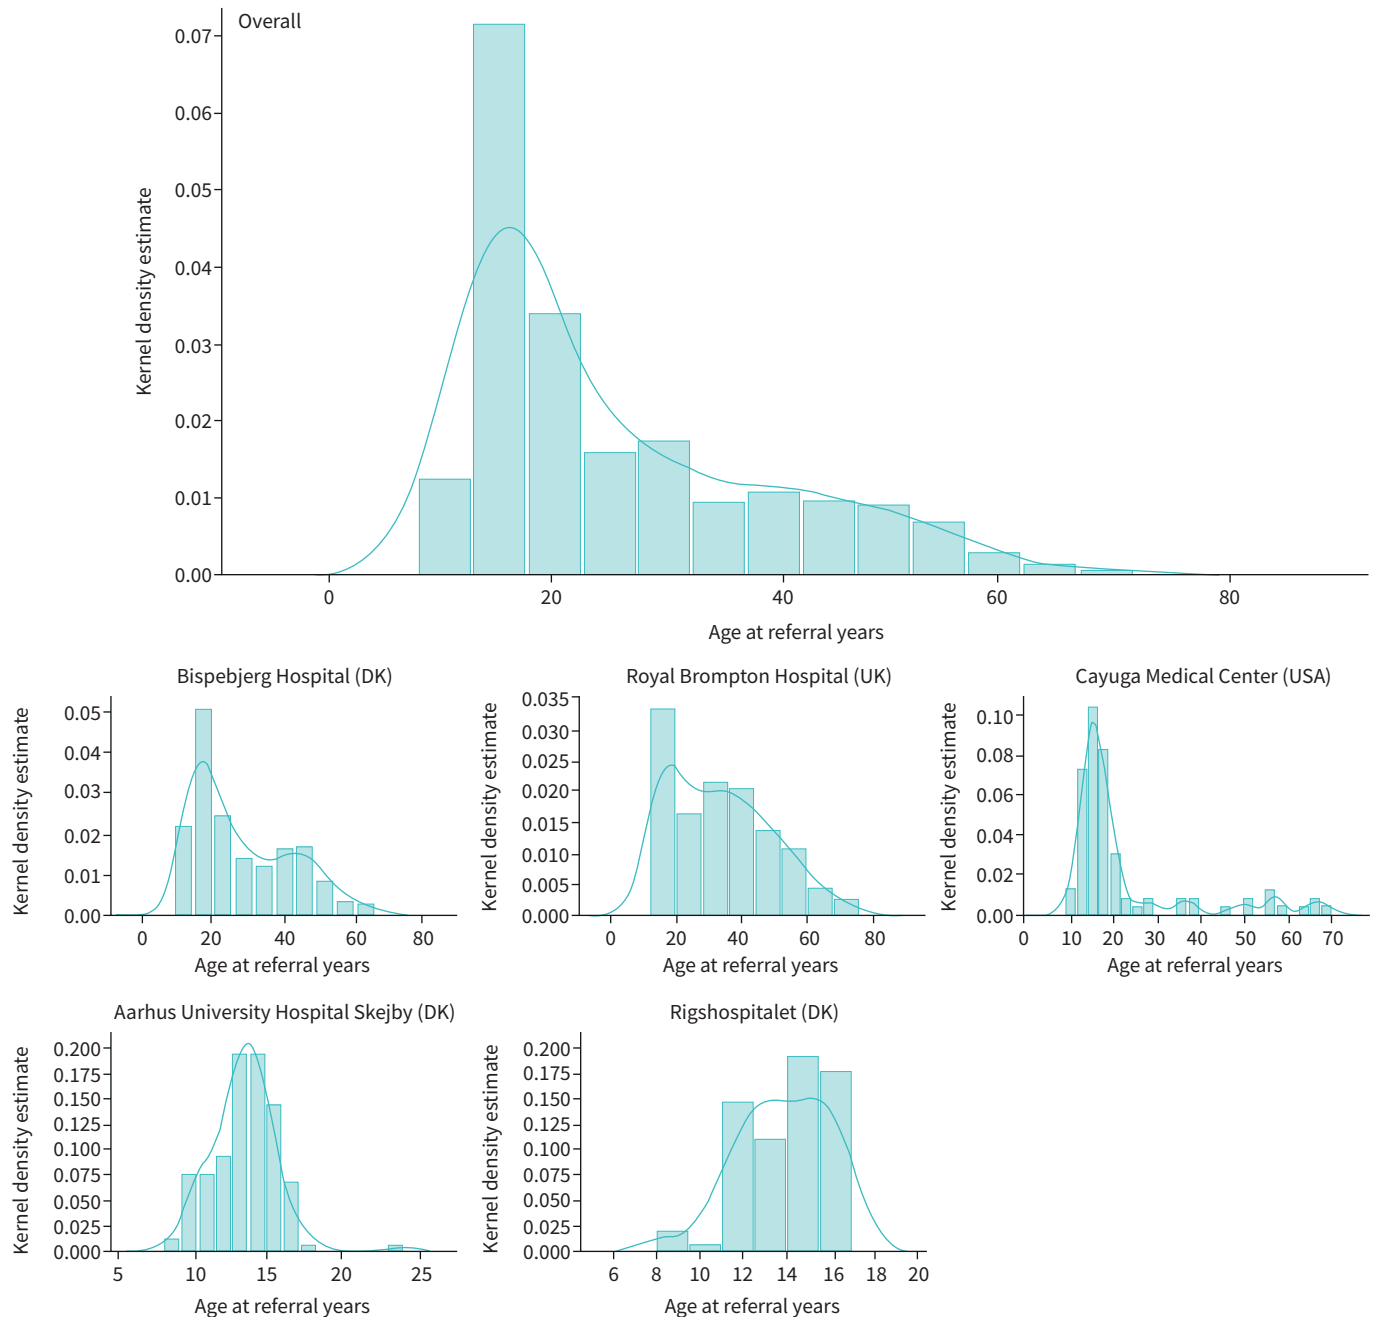 Overall
Kernel density estimate
0.07
0.06
0.05
0.04
0.03
0.02
0.01
0.00
0 20 40 60 80
Age at referral years
Bispebjerg Hospital (DK)
Kernel density estimate
0.05
0.04
0.03
0.02
0.01
0.00
0 20 40 60 80
Age at referral years
Royal Brompton Hospital (UK)
Kernel density estimate
0.035
0.030
0.025
0.020
0.015
0.010
0.005
0.000
0 20 40 60 80
Age at referral years
Cayuga Medical Center (USA)
Kernel density estimate
0.10
0.08
0.06
0.04
0.02
0.00
0 10 20 30 40 50 60 70
Age at referral years
Aarhus University Hospital Skejby (DK)
Kernel density estimate
0.200
0.175
0.150
0.125
0.100
0.075
0.050
0.025
0.000
5 10 15 20 25
Age at referral years
Rigshospitalet (DK)
Kernel density estimate
0.200
0.175
0.150
0.125
0.100
0.075
0.050
0.025
0.000
6 8 10 12 14 16 18 20
Age at referral years